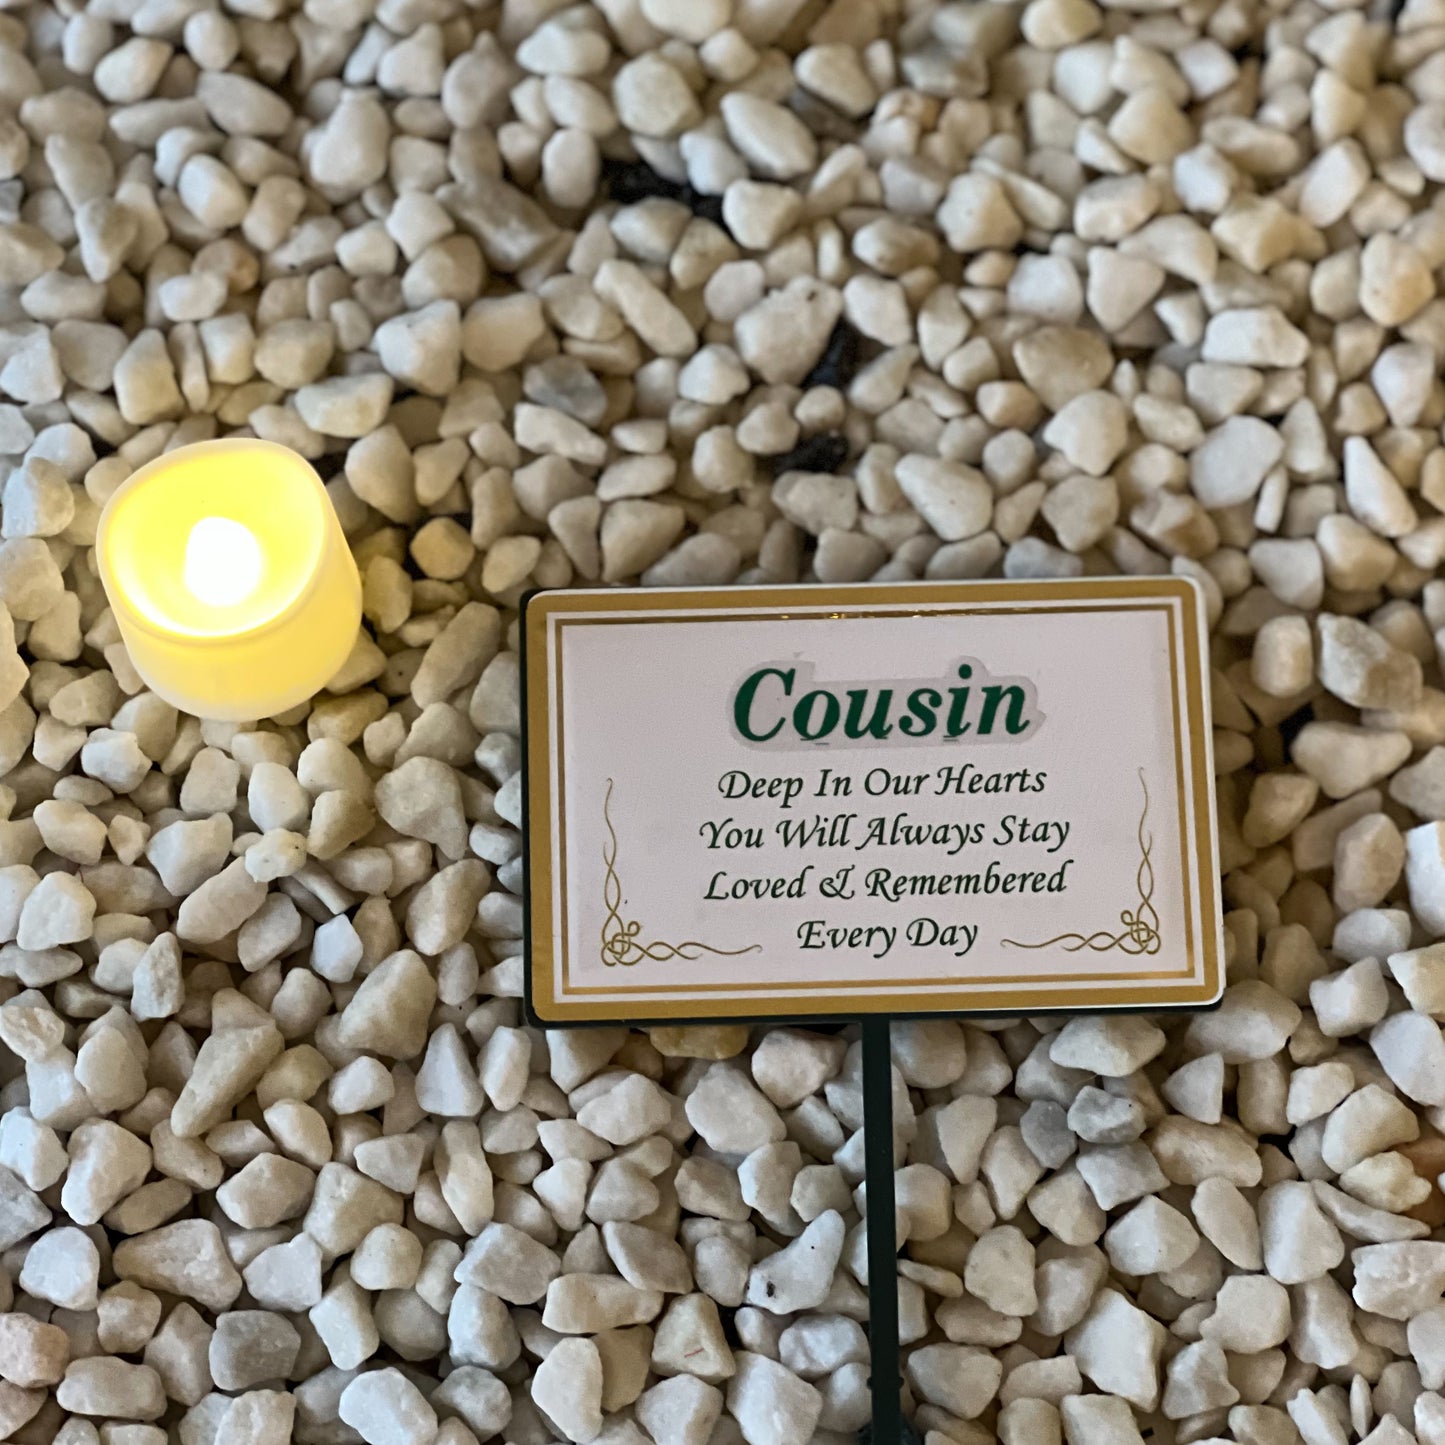 Cousin
Deep In Our Hearts
You Will Always Stay
Loved & Remembered
Every Day